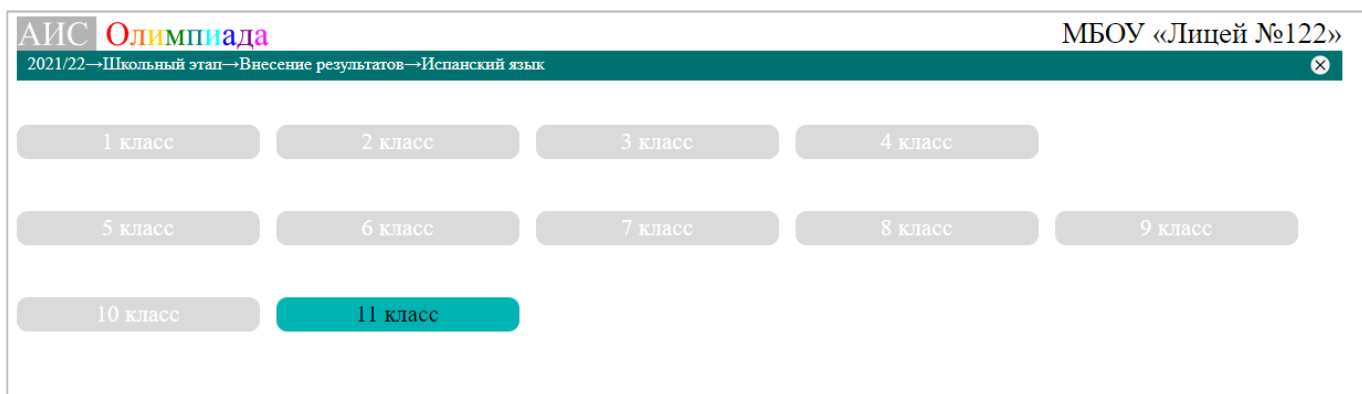 АИС Олимпиада МБОУ «Лицей №122»
2021/22→Школьный этап→Внесение результатов→Испанский язык
1 класс 2 класс 3 класс 4 класс
5 класс 6 класс 7 класс 8 класс 9 класс
10 класс 11 класс